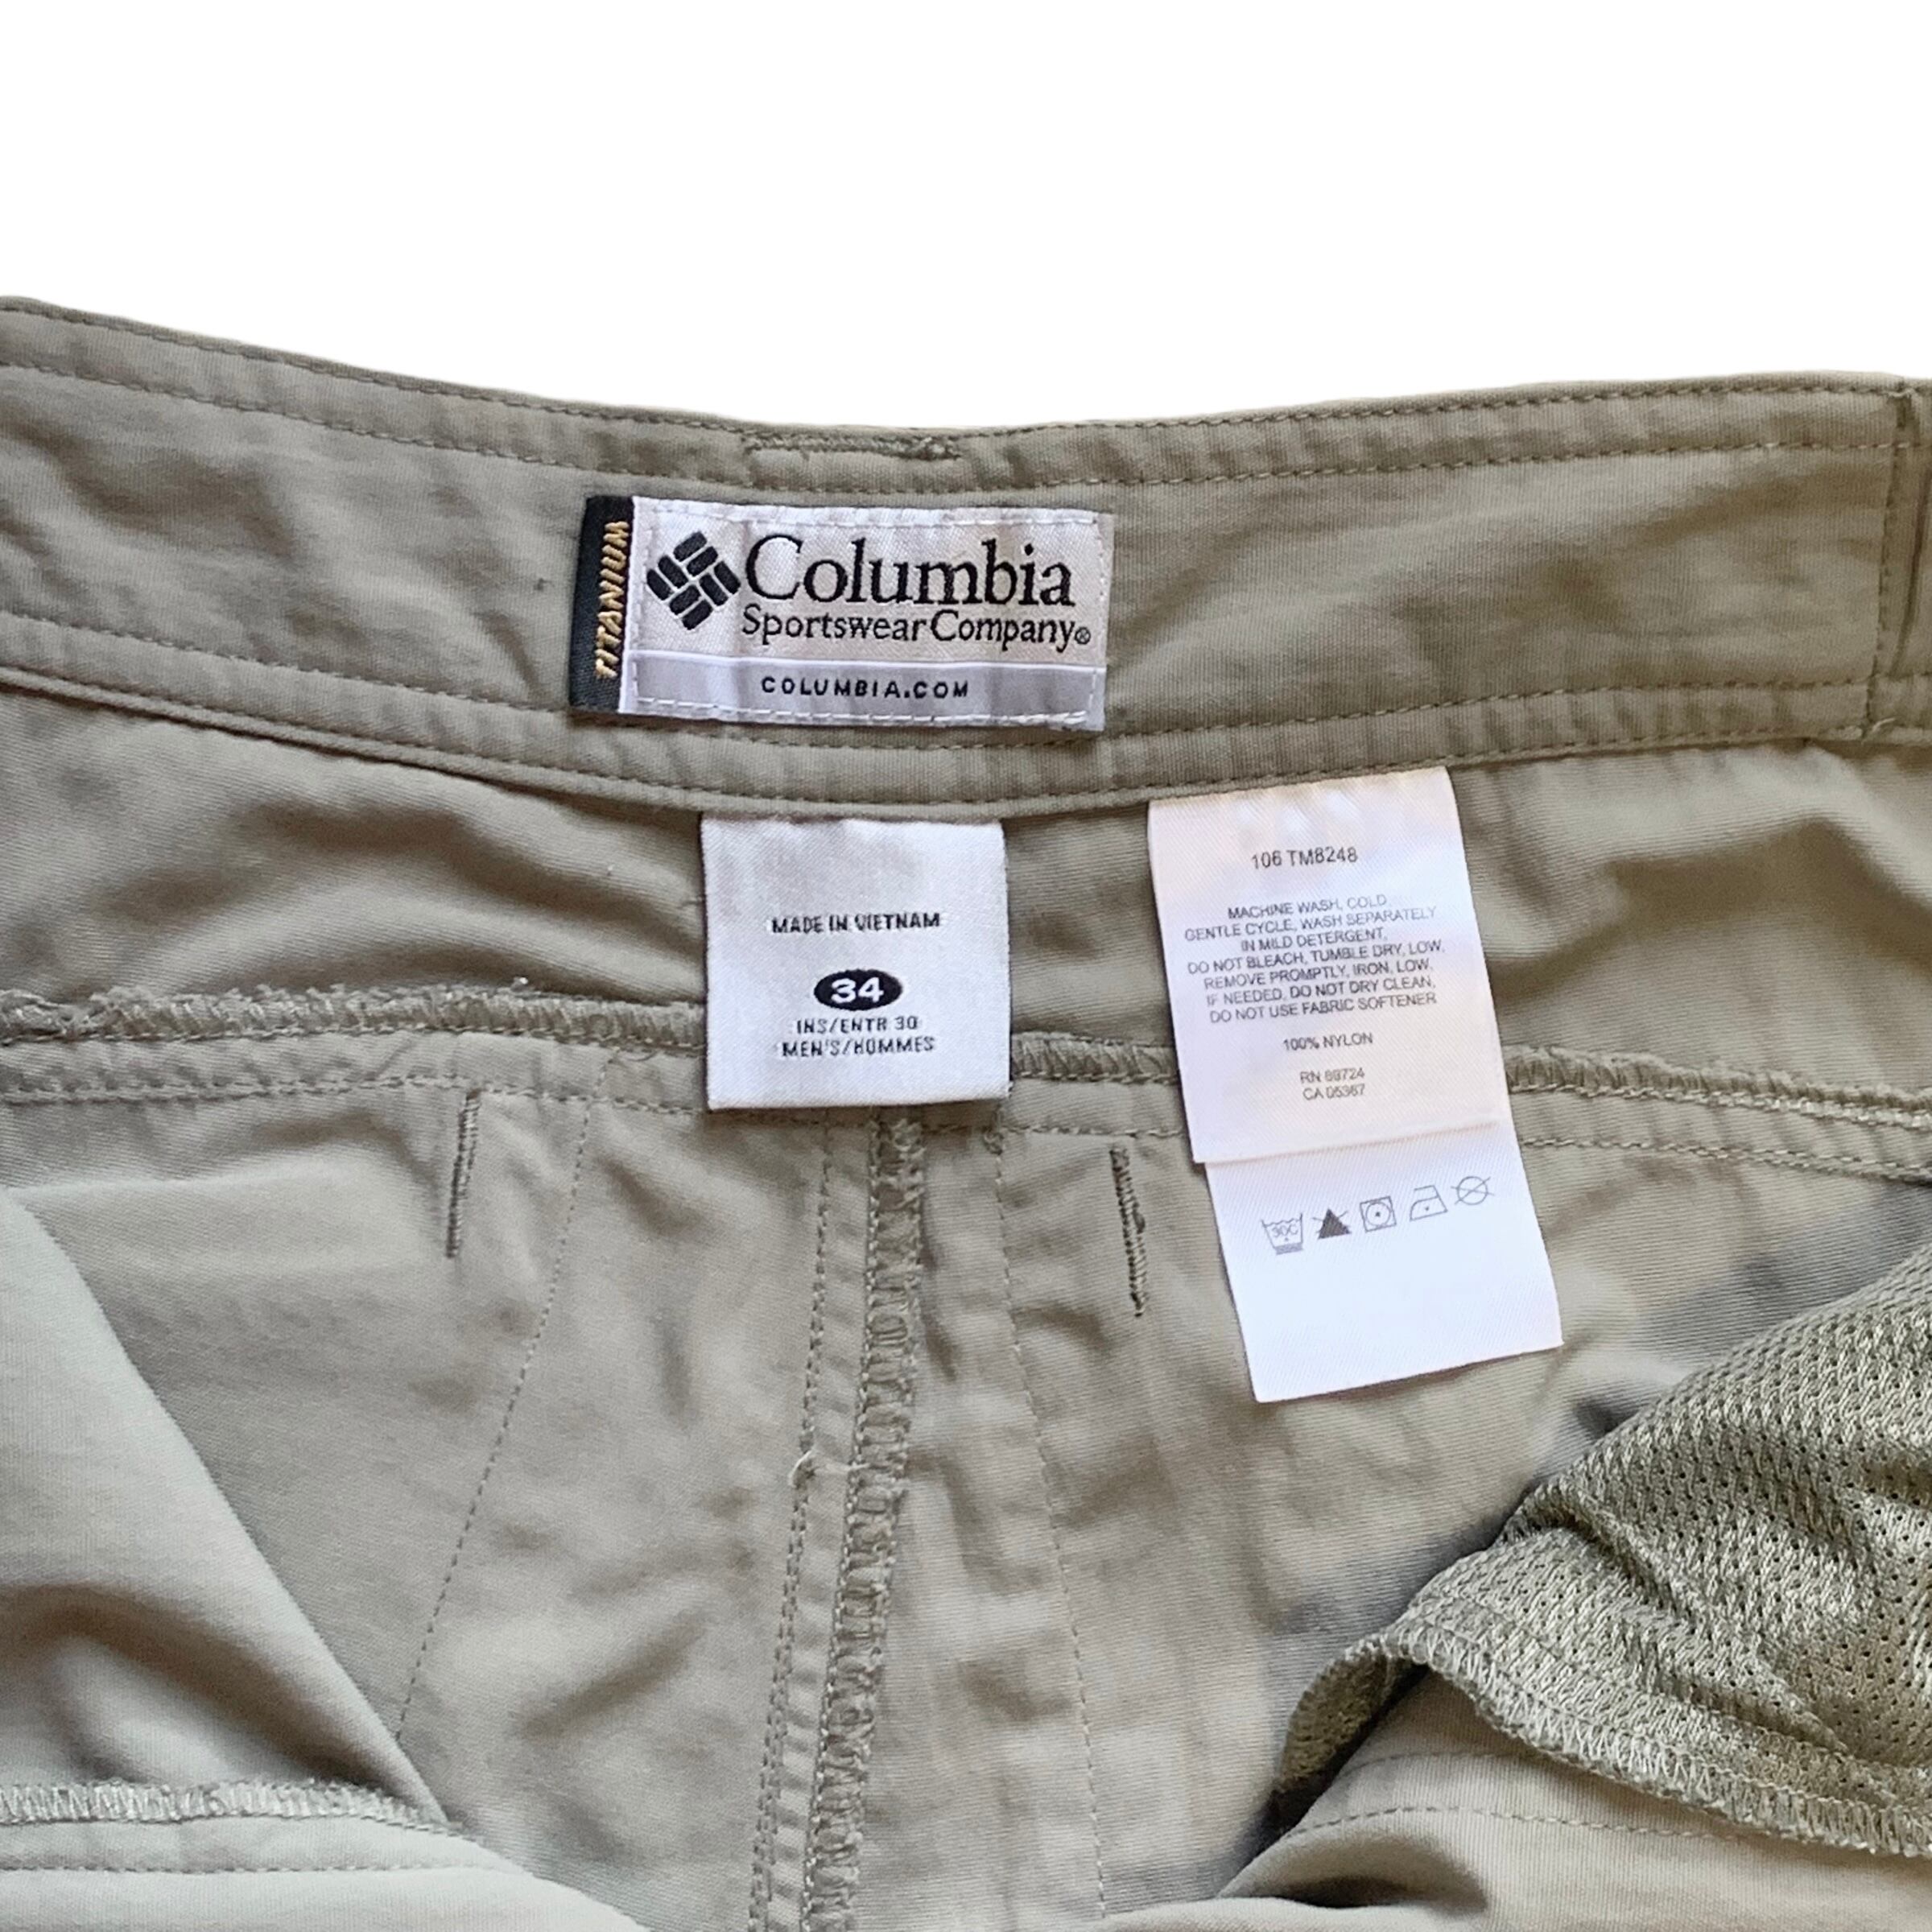 TITANIUM
Columbia
Sportswear Company®
COLUMBIA.COM
MADE IN VIETNAM
34
INS/ENTR 30
MEN'S/HOMMES
106 TM8248
MACHINE WASH, COLD,
GENTLE CYCLE, WASH SEPARATELY
IN MILD DETERGENT,
DO NOT BLEACH, TUMBLE DRY, LOW,
REMOVE PROMPTLY, IRON, LOW,
IF NEEDED, DO NOT DRY CLEAN,
DO NOT USE FABRIC SOFTENER
100% NYLON
RN 69724
CA 05367
30C